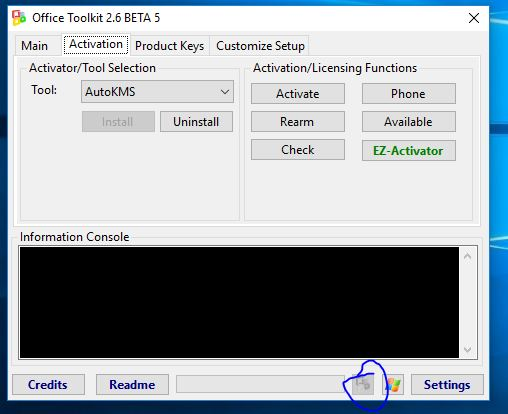 Office Toolkit 2.6 BETA 5
Main Activation Product Keys Customize Setup
Activator/Tool Selection
Tool: AutoKMS
Install Uninstall
Activation/Licensing Functions
Activate Phone
Rearm Available
Check EZ-Activator
Information Console
Credits Readme Settings